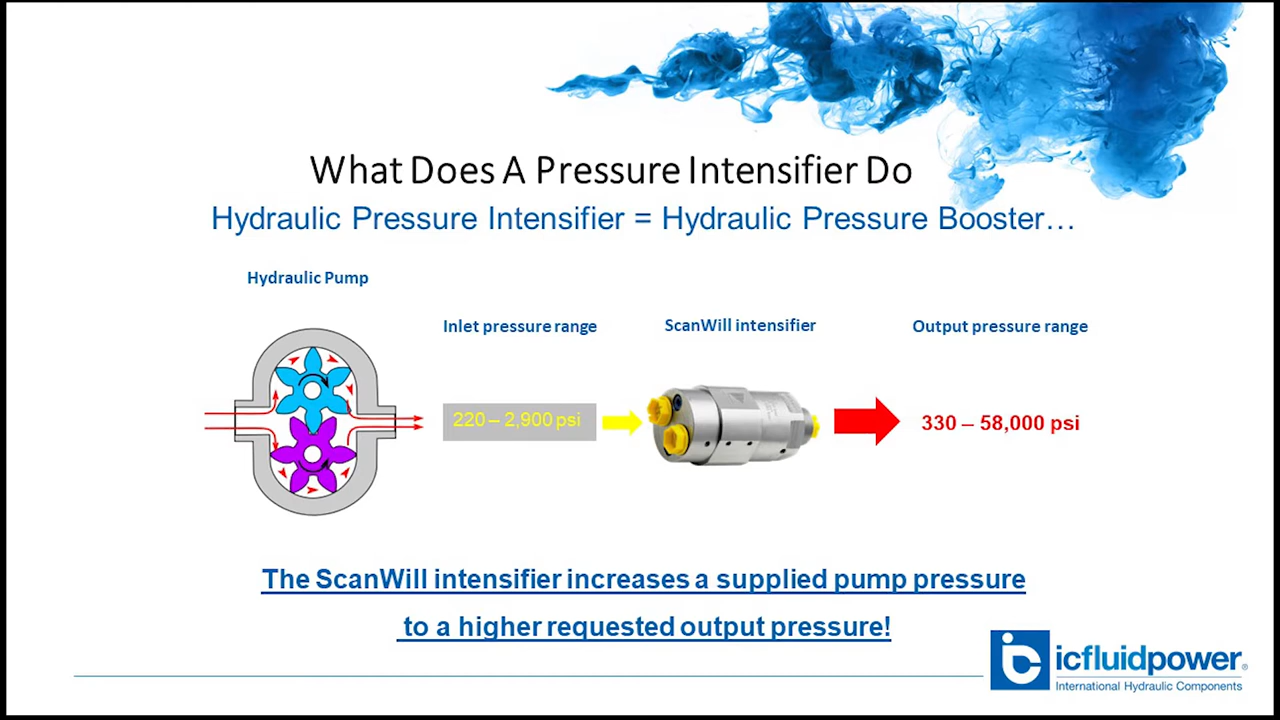 What Does A Pressure Intensifier Do
Hydraulic Pressure Intensifier = Hydraulic Pressure Booster…
Hydraulic Pump
Inlet pressure range
ScanWill intensifier
Output pressure range
220 – 2,900 psi
330 – 58,000 psi
The ScanWill intensifier increases a supplied pump pressure
to a higher requested output pressure!
icfluidpower®
International Hydraulic Components